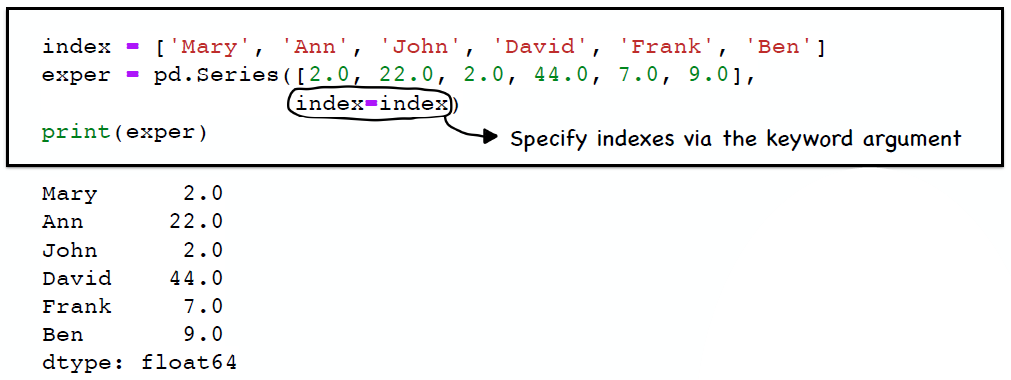 index = ['Mary', 'Ann', 'John', 'David', 'Frank', 'Ben']
exper = pd.Series([2.0, 22.0, 2.0, 44.0, 7.0, 9.0],
index=index)
print(exper)
Specify indexes via the keyword argument
Mary 2.0
Ann 22.0
John 2.0
David 44.0
Frank 7.0
Ben 9.0
dtype: float64